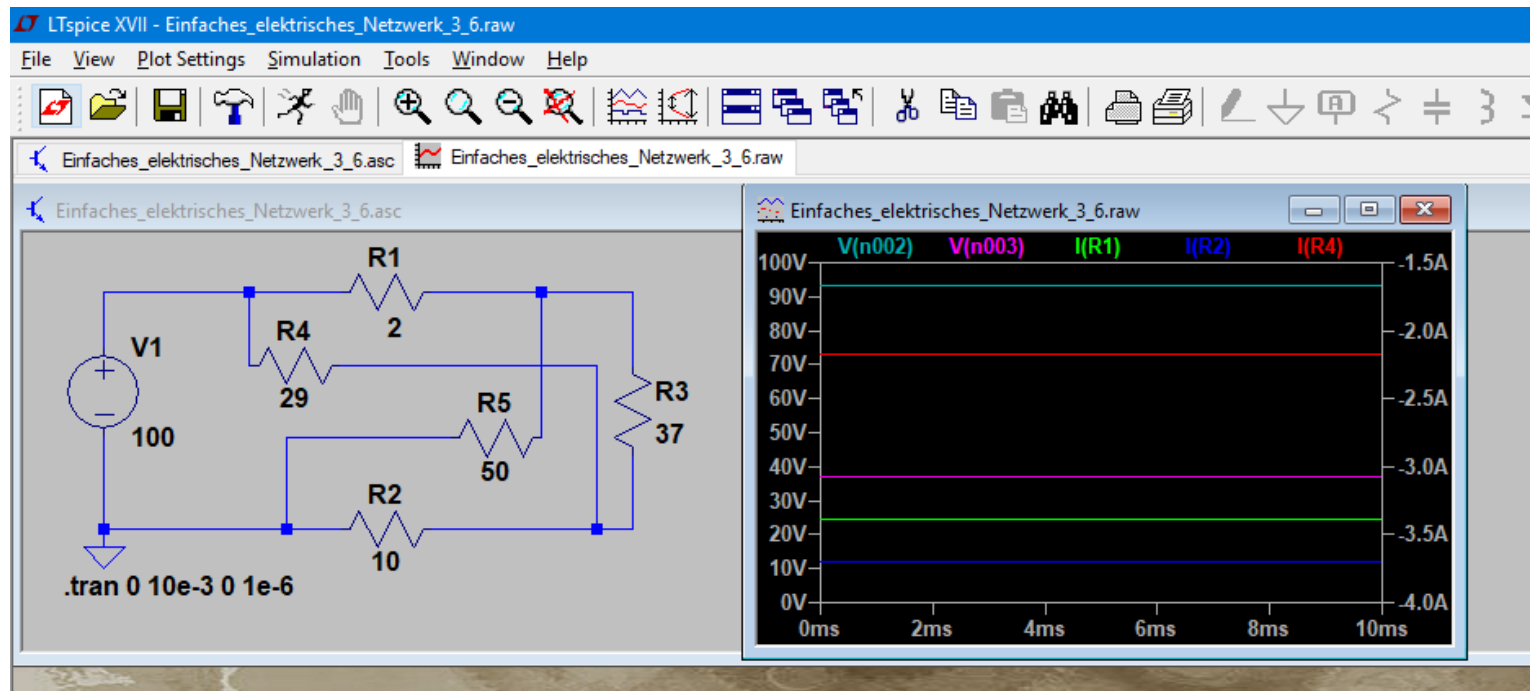 LTspice XVII - Einfaches_elektrisches_Netzwerk_3_6.raw
File View Plot Settings Simulation Tools Window Help
Einfaches_elektrisches_Netzwerk_3_6.asc Einfaches_elektrisches_Netzwerk_3_6.raw
Einfaches_elektrisches_Netzwerk_3_6.asc
R1
2
V1
100
R4
29
R5
50
R3
37
R2
10
.tran 0 10e-3 0 1e-6
Einfaches_elektrisches_Netzwerk_3_6.raw
V(n002) V(n003) I(R1) I(R2) I(R4)
100V -1.5A
90V
80V -2.0A
70V
60V -2.5A
50V
40V -3.0A
30V
20V -3.5A
10V
0V -4.0A
0ms 2ms 4ms 6ms 8ms 10ms